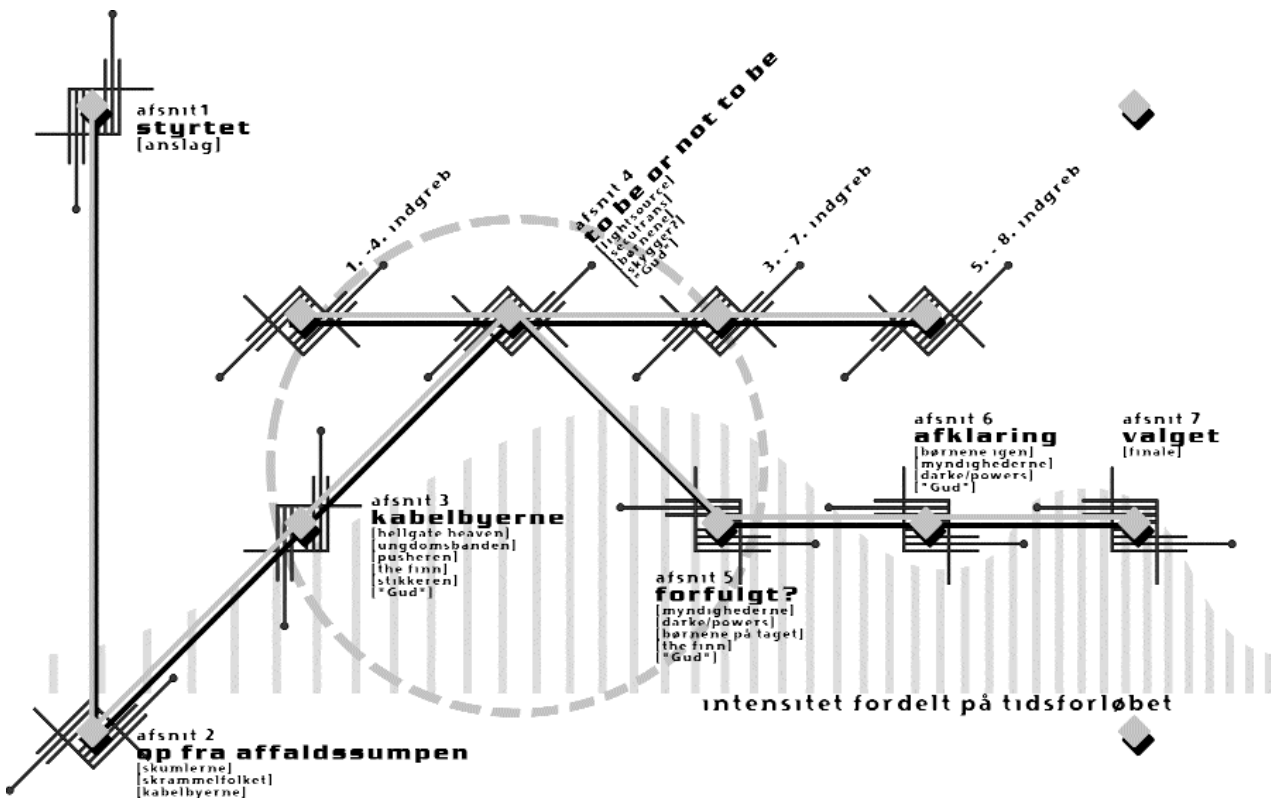 afsnit1
styrtet
[anslag]
1. -4. indgreb
afsnit 4
to be or not to be
[lightsource]
[secutrans]
[børnene]
[skygger?]
["Gud"]
3. - 7. indgreb
5. - 8. indgreb
afsnit 3
kabelbyerne
[hellgate heaven]
[ungdomsbanden]
[pusheren]
[the finn]
[stikkeren]
["Gud"]
afsnit 6
afklaring
[børnene igen]
[myndighederne]
[darke/powers]
["Gud"]
afsnit 7
valget
[finale]
afsnit 5
forfulgt?
[myndighederne]
[darke/powers]
[børnene på taget]
[the finn]
["Gud"]
intensitet fordelt på tidsforløbet
afsnit 2
op fra affaldssumpen
[skumlerne]
[skrammelfolket]
[kabelbyerne]